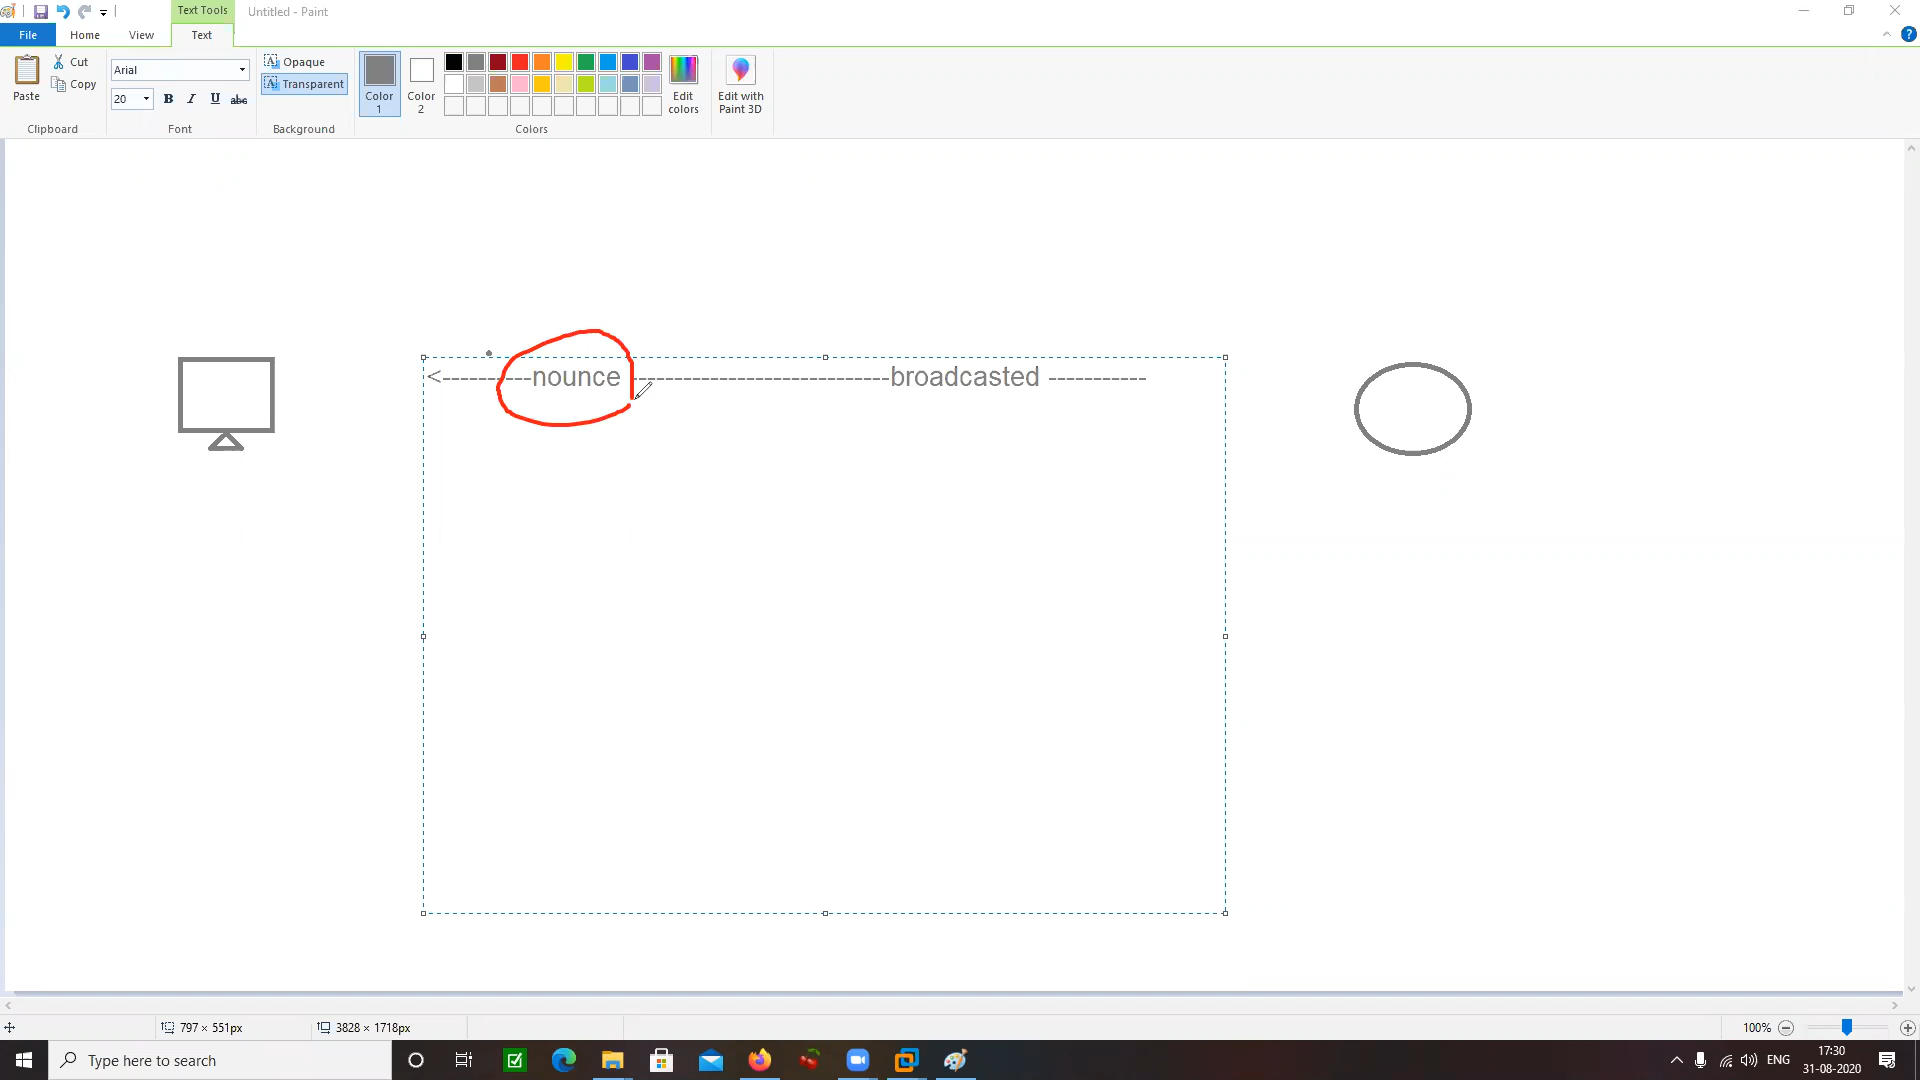 Text Tools
Untitled - Paint
File
Home
View
Text
Paste
Cut
Copy
Clipboard
Arial
20
B
I
U
abc
Font
Opaque
Transparent
Background
Color 1
Color 2
Edit colors
Colors
Edit with Paint 3D
<-----------nounce -------------------------------broadcasted ------------
797 × 551px
3828 × 1718px
100%
Type here to search
ENG
17:30
31-08-2020